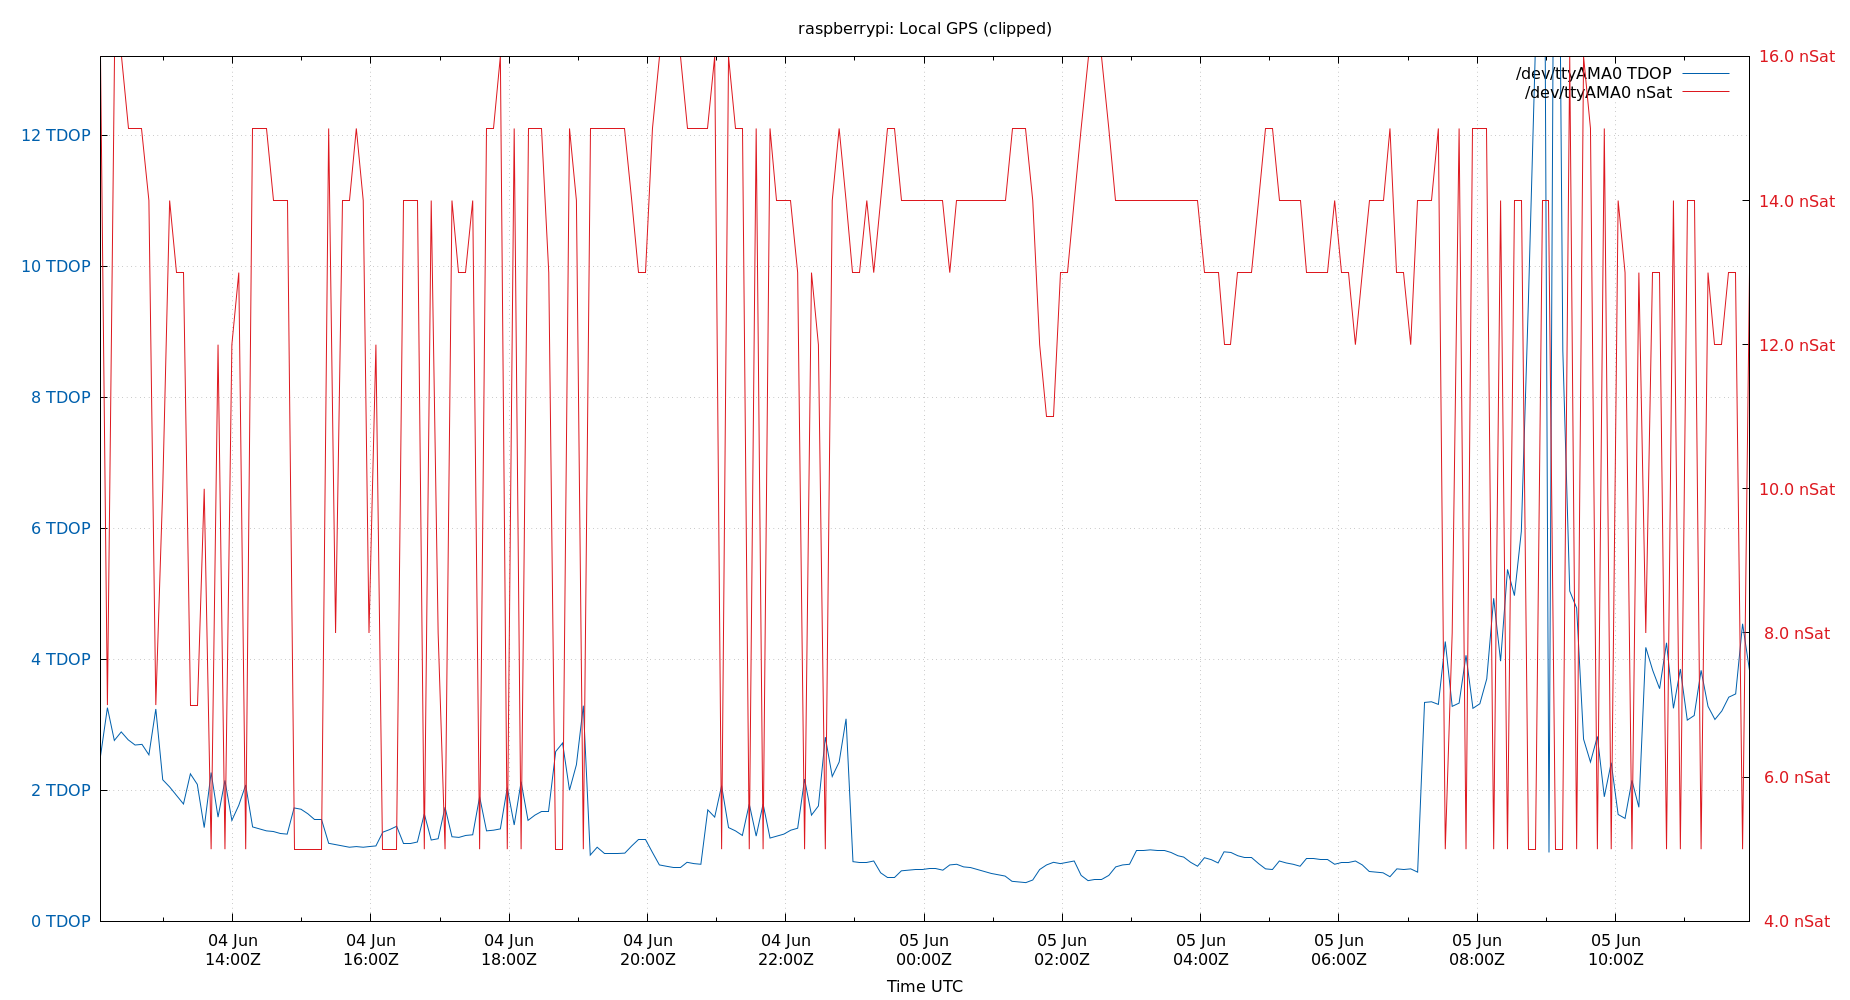 raspberrypi: Local GPS (clipped)
/dev/ttyAMA0 TDOP
/dev/ttyAMA0 nSat
12 TDOP
10 TDOP
8 TDOP
6 TDOP
4 TDOP
2 TDOP
0 TDOP
16.0 nSat
14.0 nSat
12.0 nSat
10.0 nSat
8.0 nSat
6.0 nSat
4.0 nSat
04 Jun
14:00Z
04 Jun
16:00Z
04 Jun
18:00Z
04 Jun
20:00Z
04 Jun
22:00Z
05 Jun
00:00Z
05 Jun
02:00Z
05 Jun
04:00Z
05 Jun
06:00Z
05 Jun
08:00Z
05 Jun
10:00Z
Time UTC